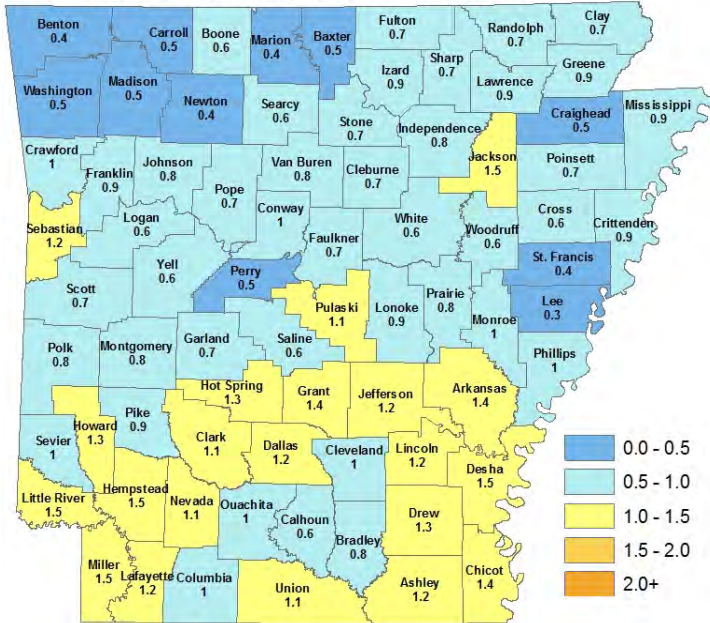 Benton
0.4
Carroll
0.5
Boone
0.6
Marion
0.4
Baxter
0.5
Fulton
0.7
Randolph
0.7
Clay
0.7
Washington
0.5
Madison
0.5
Newton
0.4
Searcy
0.6
Stone
0.7
Izard
0.9
Sharp
0.7
Lawrence
0.9
Greene
0.9
Independence
0.8
Jackson
1.5
Craighead
0.5
Mississippi
0.9
Crawford
1
Franklin
0.9
Johnson
0.8
Pope
0.7
Van Buren
0.8
Cleburne
0.7
Poinsett
0.7
Sebastian
1.2
Logan
0.6
Conway
1
Faulkner
0.7
White
0.6
Woodruff
0.6
Cross
0.6
Crittenden
0.9
Scott
0.7
Yell
0.6
Perry
0.5
Pulaski
1.1
Lonoke
0.9
Prairie
0.8
Monroe
1
St. Francis
0.4
Lee
0.3
Phillips
1
Polk
0.8
Montgomery
0.8
Garland
0.7
Saline
0.6
Hot Spring
1.3
Grant
1.4
Jefferson
1.2
Arkansas
1.4
Sevier
1
Howard
1.3
Pike
0.9
Clark
1.1
Dallas
1.2
Cleveland
1
Lincoln
1.2
Desha
1.5
Little River
1.5
Hempstead
1.5
Nevada
1.1
Ouachita
1
Calhoun
0.6
Bradley
0.8
Drew
1.3
Miller
1.5
Lafayette
1.2
Columbia
1
Union
1.1
Ashley
1.2
Chicot
1.4
0.0 - 0.5
0.5 - 1.0
1.0 - 1.5
1.5 - 2.0
2.0+